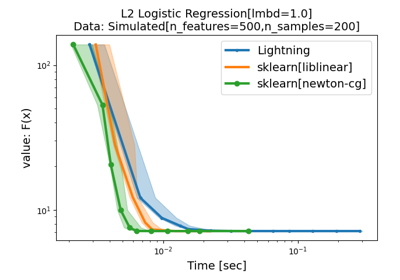 L2 Logistic Regression[lmbd=1.0]
Data: Simulated[n_features=500,n_samples=200]
Lightning
sklearn[liblinear]
sklearn[newton-cg]
value: F(x)
10²
10¹
10⁻²
10⁻¹
Time [sec]